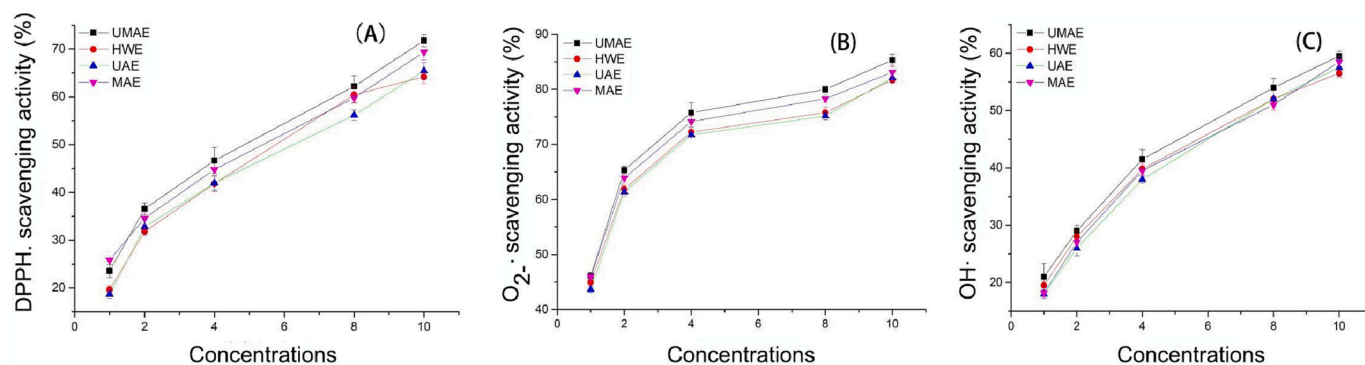 (A)
UMAE
HWE
UAE
MAE
DPPH. scavenging activity (%)
70
60
50
40
30
20
0 2 4 6 8 10
Concentrations
(B)
UMAE
HWE
UAE
MAE
O2-· scavenging activity (%)
90
80
70
60
50
40
0 2 4 6 8 10
Concentrations
(C)
UMAE
HWE
UAE
MAE
OH· scavenging activity (%)
60
50
40
30
20
0 2 4 6 8 10
Concentrations